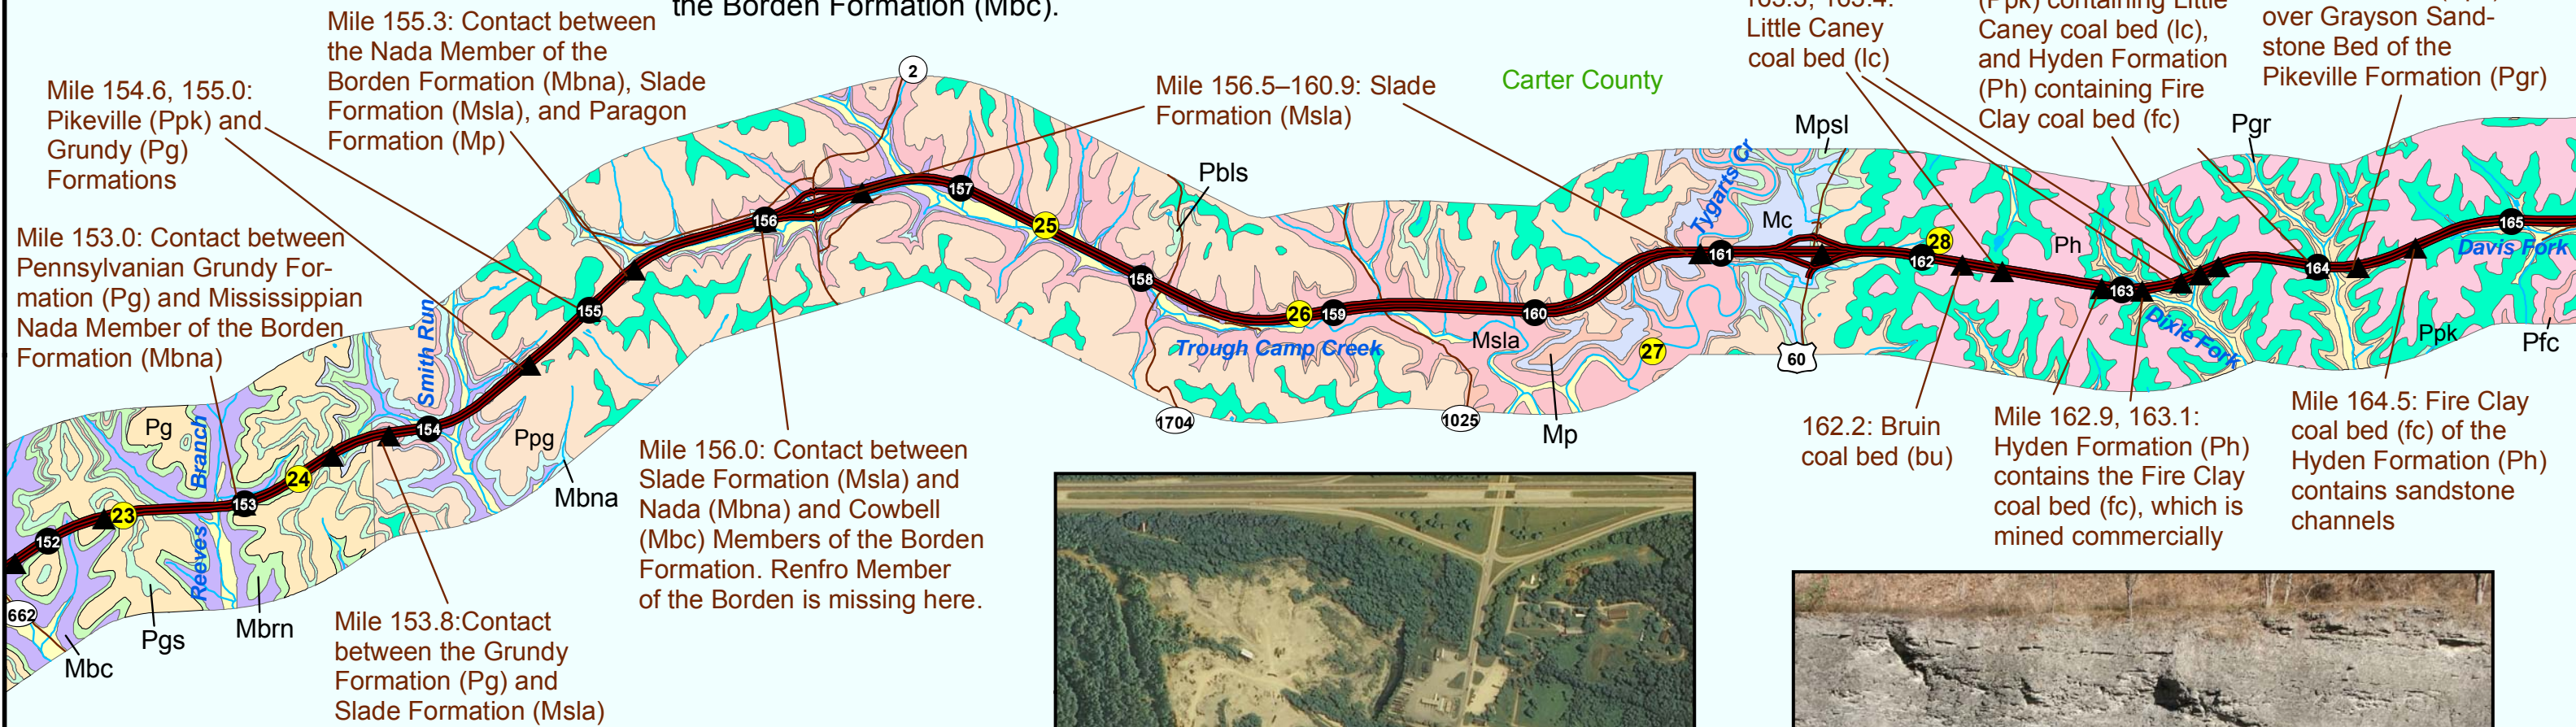 the Borden Formation (Mbc).
Mile 155.3: Contact between
the Nada Member of the
Borden Formation (Mbna), Slade
Formation (Msla), and Paragon
Formation (Mp)
Mile 154.6, 155.0:
Pikeville (Ppk) and
Grundy (Pg)
Formations
Mile 153.0: Contact between
Pennsylvanian Grundy For-
mation (Pg) and Mississippian
Nada Member of the Borden
Formation (Mbna)
2
Mile 156.5–160.9: Slade
Formation (Msla)
Carter County
Little Caney
coal bed (lc)
(Ppk) containing Little
Caney coal bed (lc),
and Hyden Formation
(Ph) containing Fire
Clay coal bed (fc)
over Grayson Sand-
stone Bed of the
Pikeville Formation (Pgr)
Mpsl
Pgr
Pbls
Tygarts Cr
Mc
Ph
Davis Fork
Dixie Fork
Ppk
Pfc
Trough Camp Creek
Msla
Mp
Smith Run
Reeves Branch
Pg
Ppg
Mbna
Pgs
Mbrn
Mbc
662
1704
1025
60
152
153
154
155
156
157
158
159
160
161
162
163
164
165
23
24
25
26
27
28
Mile 153.8:Contact
between the Grundy
Formation (Pg) and
Slade Formation (Msla)
Mile 156.0: Contact between
Slade Formation (Msla) and
Nada (Mbna) and Cowbell
(Mbc) Members of the Borden
Formation. Renfro Member
of the Borden is missing here.
162.2: Bruin
coal bed (bu)
Mile 162.9, 163.1:
Hyden Formation (Ph)
contains the Fire Clay
coal bed (fc), which is
mined commercially
Mile 164.5: Fire Clay
coal bed (fc) of the
Hyden Formation (Ph)
contains sandstone
channels